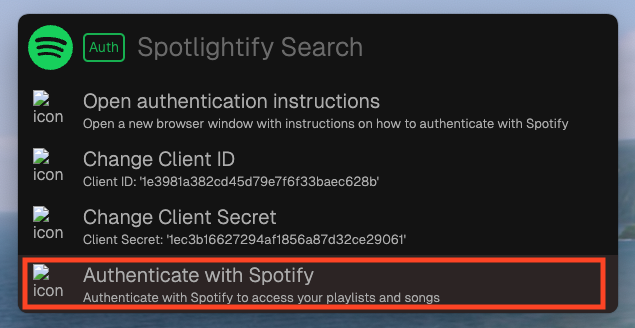 Auth
Spotlightify Search
icon
Open authentication instructions
Open a new browser window with instructions on how to authenticate with Spotify
icon
Change Client ID
Client ID: '1e3981a382cd45d79e7f6f33baec628b'
icon
Change Client Secret
Client Secret: '1ec3b16627294af1856a87d32ce29061'
icon
Authenticate with Spotify
Authenticate with Spotify to access your playlists and songs